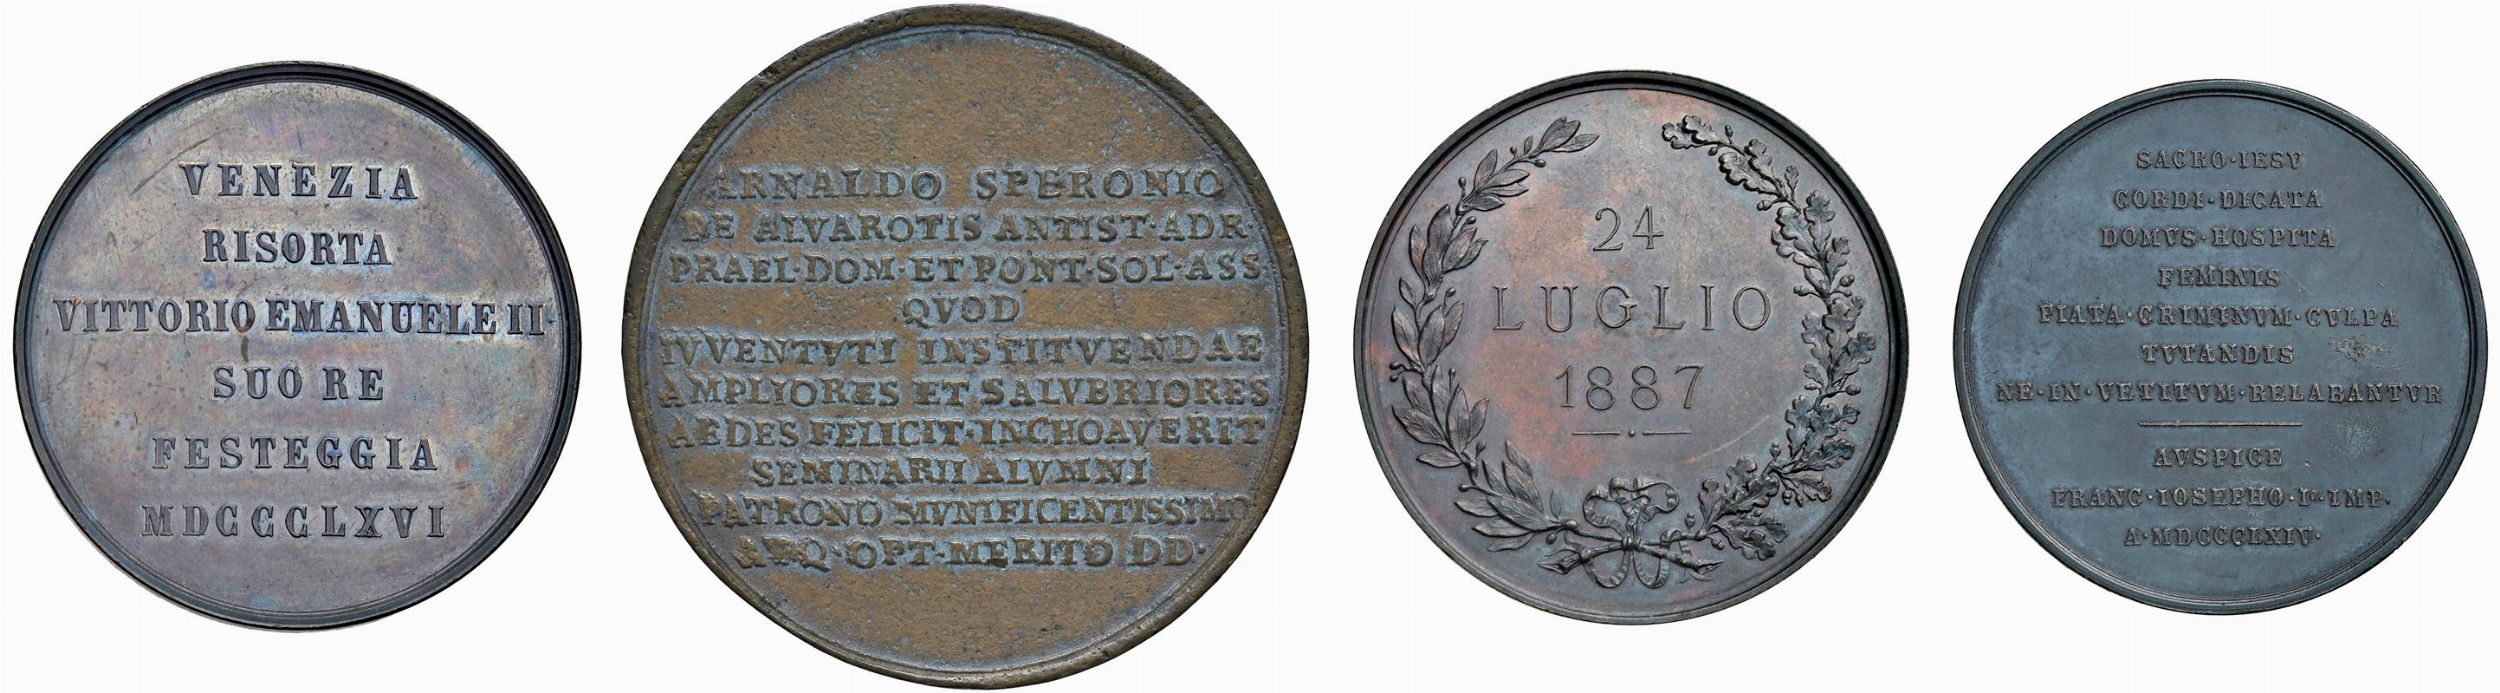 VENEZIA
RISORTA
VITTORIO EMANUELE II
SUO RE
FESTEGGIA
MDCCCLXVI
ARNALDO SPERONIO
DE ALVAROTIS ANTIST·ADR·
PRAEL·DOM·ET PONT·SOL·ASS
QVOD
IVVENTVTI INSTITVENDAE
AMPLIORES ET SALVBRIORES
AEDES FELICIT·INCHOAVERIT
SEMINARII ALVMNI
PATRONO MVNIFICENTISSIMO
OPT·MERITO DD·
24
LUGLIO
1887
SACRO·IESV
CORDI·DICATA
DOMVS·HOSPITA
FEMINIS
PIATA·CRIMINVM·CVLPA
TVTANDIS
NE·IN·VETITVM·RELABANTVR
AVSPICE
FRANC·IOSEPHO·I·IMP·
A·MDCCCLXIV·